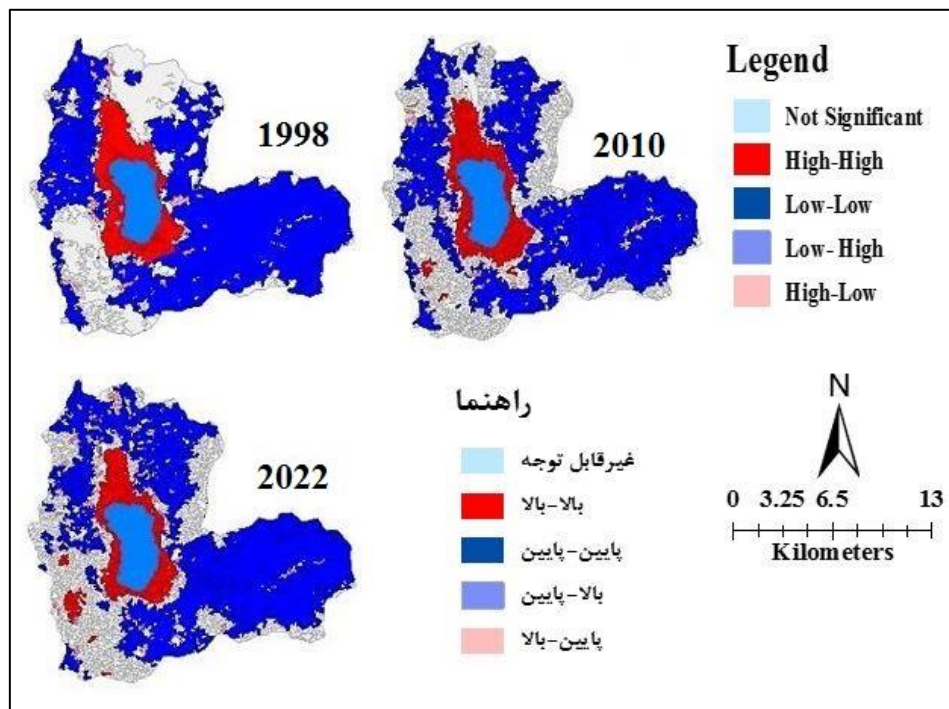 1998
2010
2022
Legend
Not Significant
High-High
Low-Low
Low- High
High-Low
راهنما
غیرقابل توجه
بالا-بالا
پایین-پایین
بالا-پایین
پایین-بالا
N
0 3.25 6.5 13
Kilometers